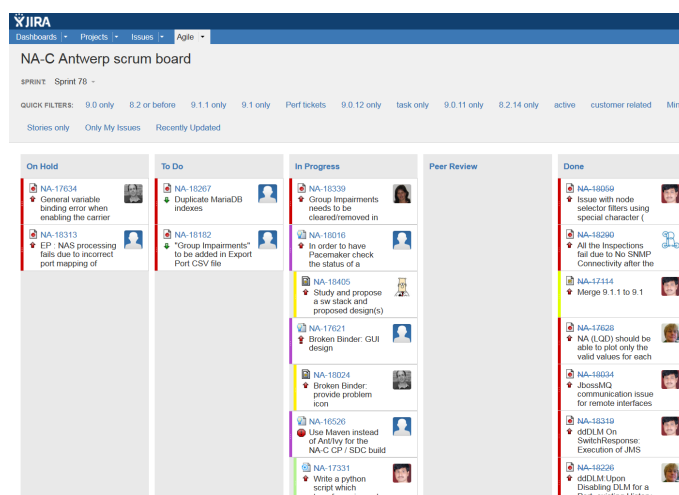 JIRA
Dashboards Projects Issues Agile
NA-C Antwerp scrum board
SPRINT: Sprint 78
QUICK FILTERS: 9.0 only 8.2 or before 9.1.1 only 9.1 only Perf tickets 9.0.12 only task only 9.0.11 only 8.2.14 only active customer related Min
Stories only Only My Issues Recently Updated
On Hold To Do In Progress Peer Review Done
NA-17634
General variable
binding error when
enabling the carrier
NA-18313
EP : NAS processing
fails due to incorrect
port mapping of
NA-18267
Duplicate MariaDB
indexes
NA-18182
"Group Impairments"
to be added in Export
Port CSV file
NA-18339
Group Impairments
needs to be
cleared/removed in
NA-18016
In order to have
Pacemaker check
the status of a
NA-18405
Study and propose
a sw stack and
proposed design(s)
NA-17621
Broken Binder: GUI
design
NA-18024
Broken Binder:
provide problem
icon
NA-16526
Use Maven instead
of Ant/Ivy for the
NA-C CP / SDC build
NA-17331
Write a python
script which
NA-18059
Issue with node
selector filters using
special character (
NA-18290
All the Inspections
fail due to No SNMP
Connectivity after the
NA-17114
Merge 9.1.1 to 9.1
NA-17628
NA (LQD) should be
able to plot only the
valid values for each
NA-18034
JbossMQ
communication issue
for remote interfaces
NA-18319
ddDLM On
SwitchResponse:
Execution of JMS
NA-18226
ddDLM:Upon
Disabling DLM for a